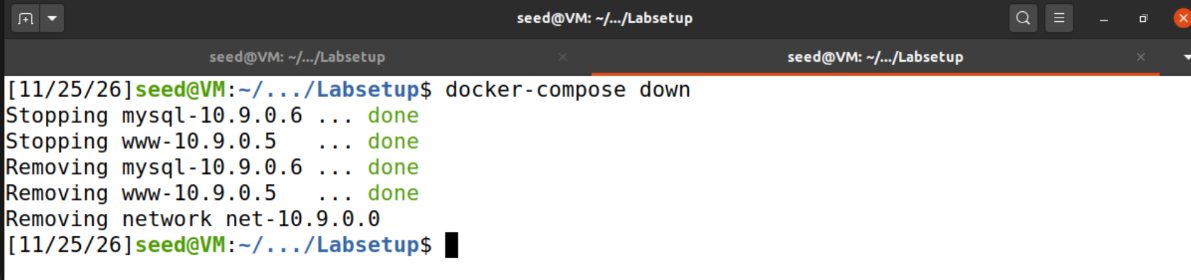 seed@VM: ~/.../Labsetup
seed@VM: ~/.../Labsetup
seed@VM: ~/.../Labsetup
[11/25/26]seed@VM:~/.../Labsetup$ docker-compose down
Stopping mysql-10.9.0.6 ... done
Stopping www-10.9.0.5   ... done
Removing mysql-10.9.0.6 ... done
Removing www-10.9.0.5   ... done
Removing network net-10.9.0.0
[11/25/26]seed@VM:~/.../Labsetup$